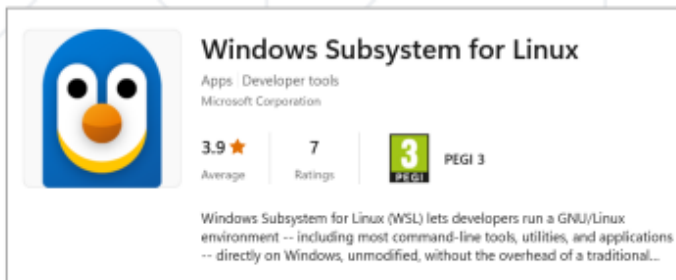 Windows Subsystem for Linux
Apps Developer tools
Microsoft Corporation
3.9 7 3 PEGI 3
Average Ratings PEGI
Windows Subsystem for Linux (WSL) lets developers run a GNU/Linux
environment -- including most command-line tools, utilities, and applications
-- directly on Windows, unmodified, without the overhead of a traditional...